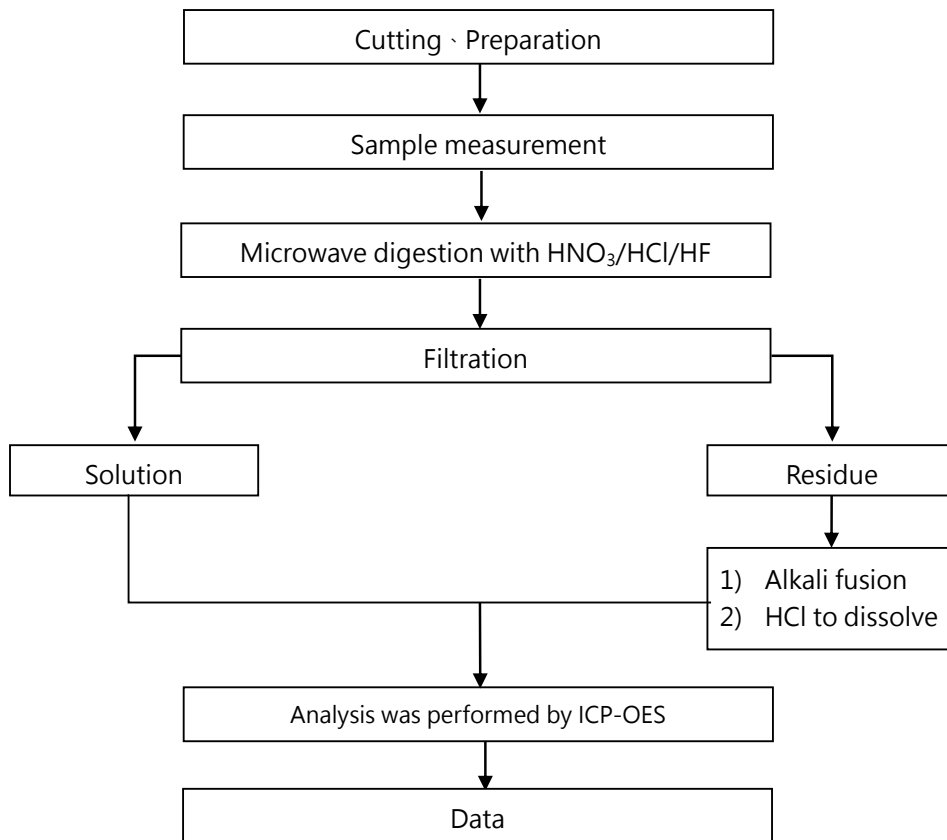 Cutting、Preparation
Sample measurement
Microwave digestion with HNO₃/HCl/HF
Filtration
Solution
Residue
1) Alkali fusion
2) HCl to dissolve
Analysis was performed by ICP-OES
Data